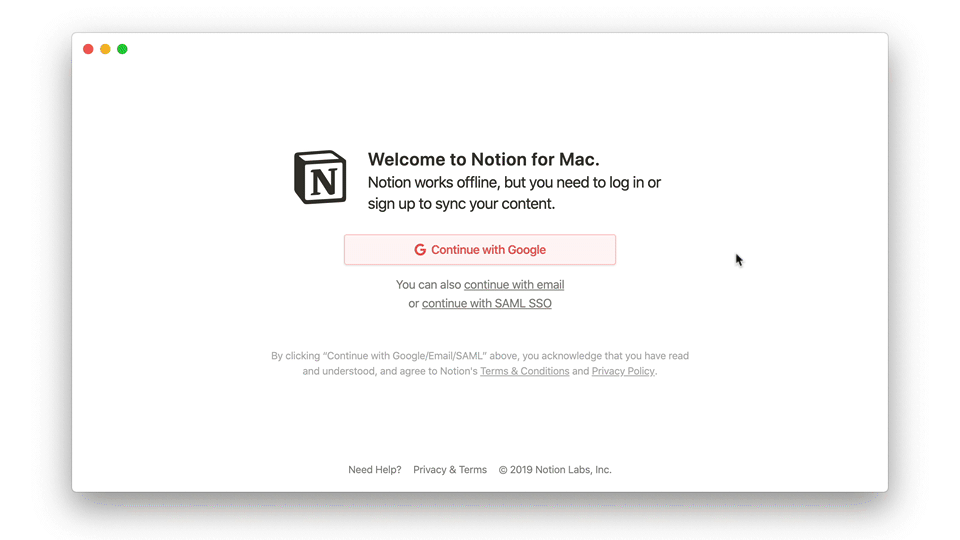 N
Welcome to Notion for Mac.
Notion works offline, but you need to log in or
sign up to sync your content.
G Continue with Google
You can also continue with email
or continue with SAML SSO
By clicking “Continue with Google/Email/SAML” above, you acknowledge that you have read
and understood, and agree to Notion's Terms & Conditions and Privacy Policy.
Need Help? Privacy & Terms © 2019 Notion Labs, Inc.